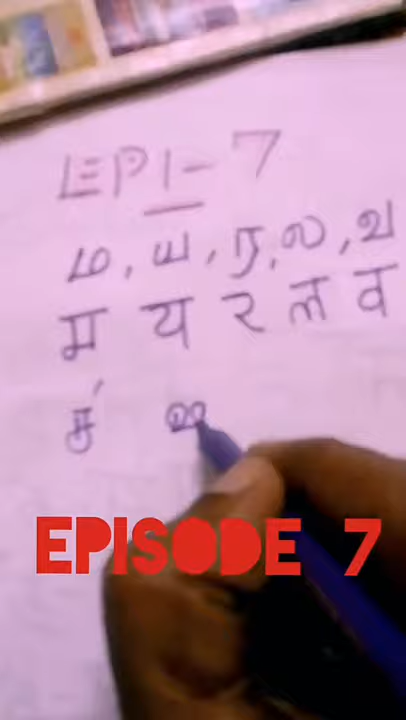 EPI-7
ம, ய, ர, ல, வ
म य र ल व
EPISODE 7